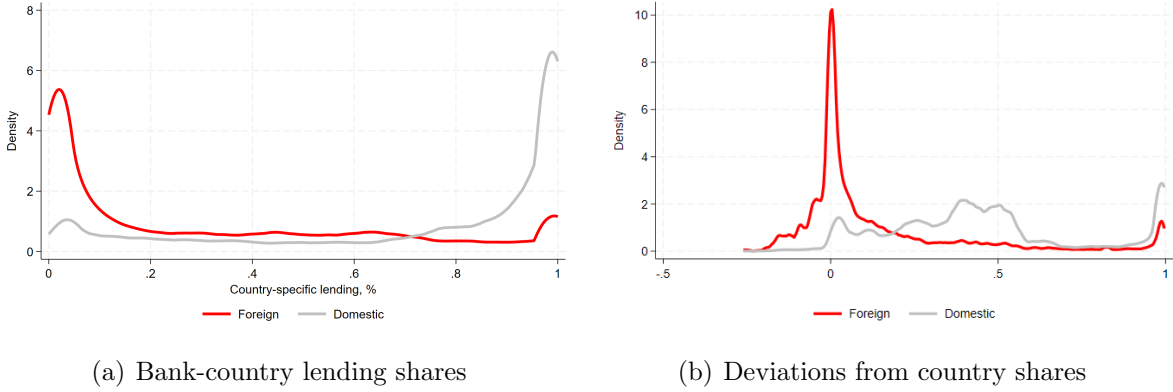 8
6
4
2
0
Density
0
.2
.4
.6
.8
1
Country-specific lending, %
Foreign
Domestic
(a) Bank-country lending shares
10
8
6
4
2
0
Density
-.5
0
.5
1
Foreign
Domestic
(b) Deviations from country shares